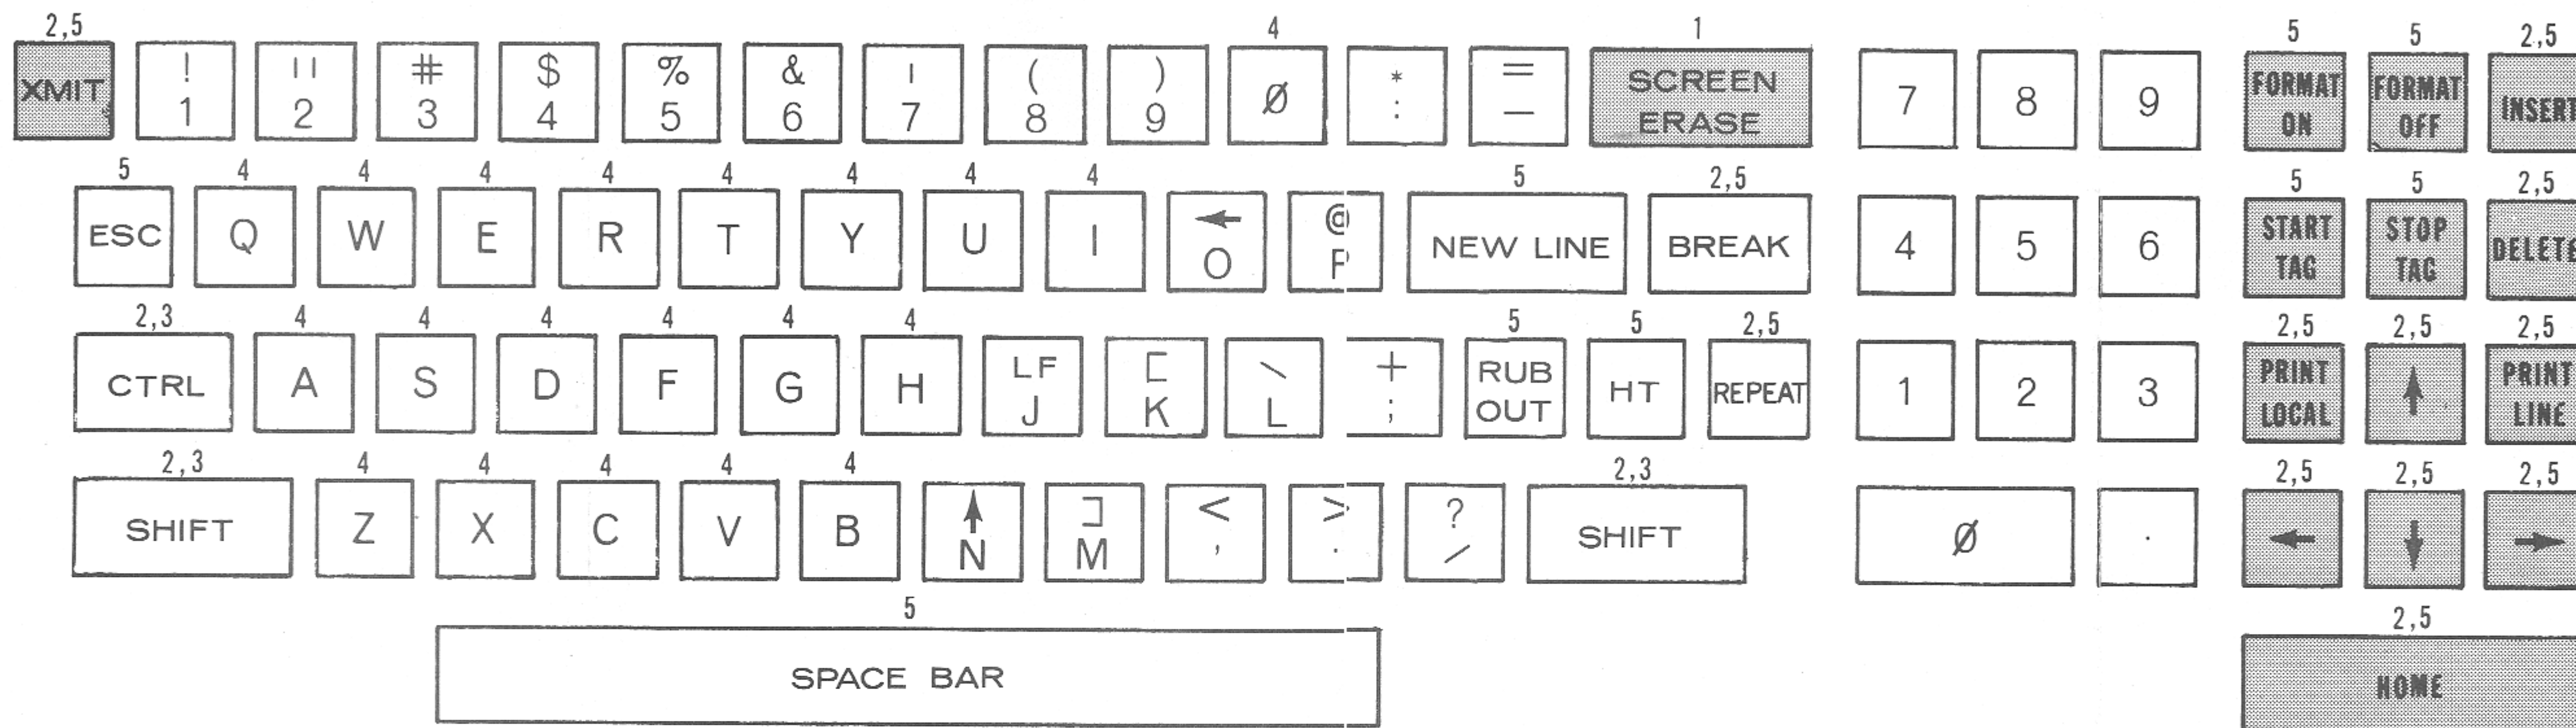 2,5 4 1 5 5 2,5
XMIT ! 1 " 2 # 3 $ 4 % 5 & 6 ' 7 ( 8 ) 9 Ø * : = — SCREEN ERASE 7 8 9 FORMAT ON FORMAT OFF INSERT
5 4 4 4 4 4 4 4 4 5 2,5 5 5 2,5
ESC Q W E R T Y U I ← O @ P NEW LINE BREAK 4 5 6 START TAG STOP TAG DELETE
2,3 4 4 4 4 4 4 5 5 2,5 2,5 2,5 2,5
CTRL A S D F G H LF J [ K \ L + ; RUB OUT HT REPEAT 1 2 3 PRINT LOCAL ↑ PRINT LINE
2,3 4 4 4 4 4 2,3 2,5 2,5 2,5
SHIFT Z X C V B ↑ N ] M < , > . ? / SHIFT Ø . ← ↓ →
5 2,5
SPACE BAR HOME